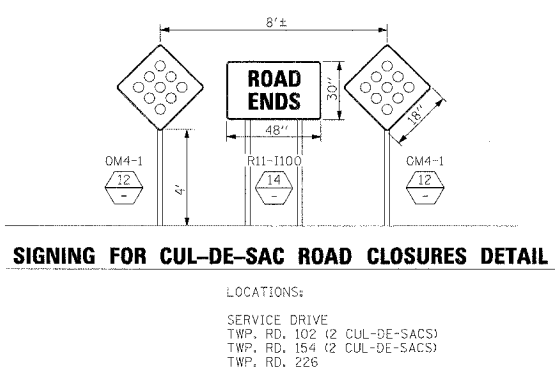 8'±
ROAD
ENDS
30"
18"
48"
OM4-1
R11-I100
OM4-1
12
-
14
-
12
-
4'
SIGNING FOR CUL-DE-SAC ROAD CLOSURES DETAIL
LOCATIONS:
SERVICE DRIVE
TWP. RD. 102 (2 CUL-DE-SACS)
TWP. RD. 154 (2 CUL-DE-SACS)
TWP. RD. 226